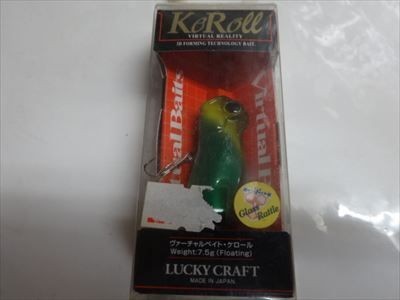 KeRoll
VIRTUAL REALITY
3D FORMING TECHNOLOGY BAIT.
Virtual Baits
Virtual
Glass Rattle
ヴァーチャルベイト・ケロール
Weight:7.5g (Floating)
LUCKY CRAFT
MADE IN JAPAN